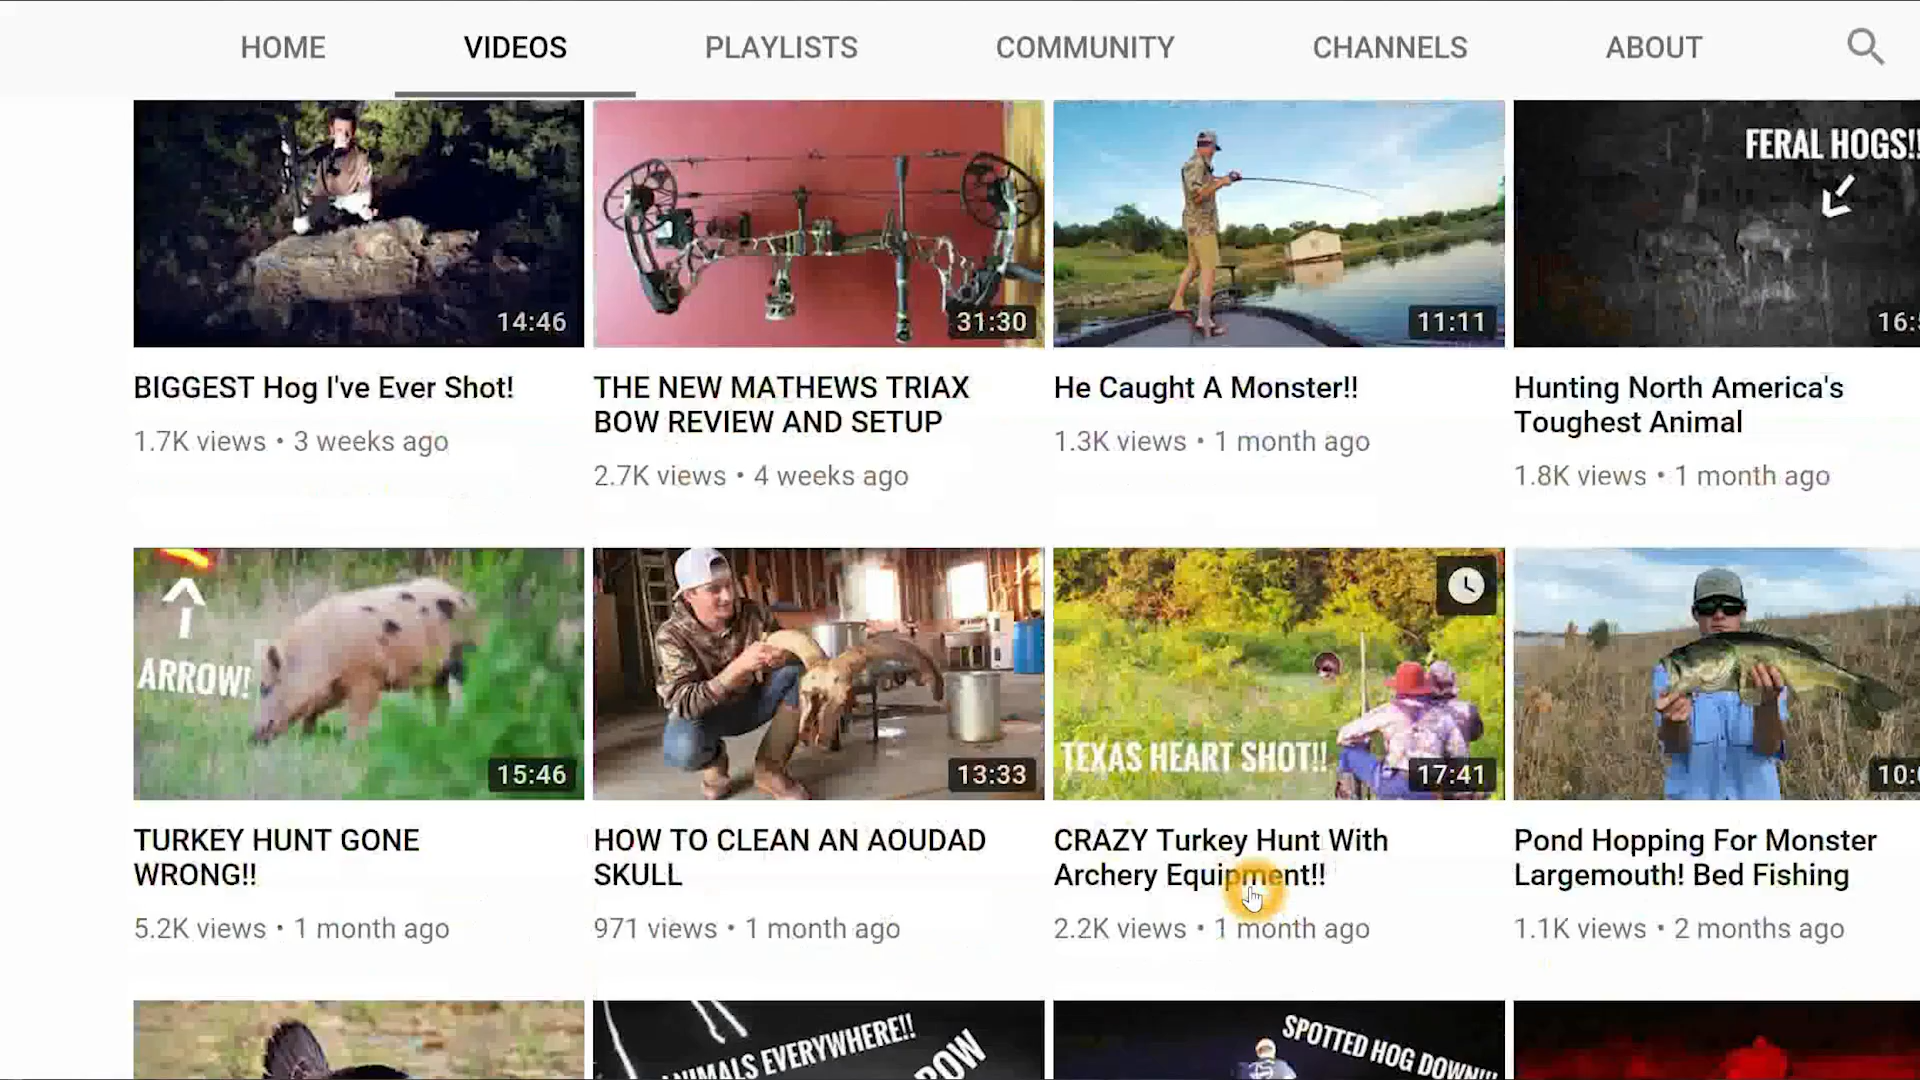 HOME VIDEOS PLAYLISTS COMMUNITY CHANNELS ABOUT
FERAL HOGS!!
14:46
31:30
11:11
BIGGEST Hog I've Ever Shot!
1.7K views • 3 weeks ago
THE NEW MATHEWS TRIAX
BOW REVIEW AND SETUP
2.7K views • 4 weeks ago
He Caught A Monster!!
1.3K views • 1 month ago
Hunting North America's
Toughest Animal
1.8K views • 1 month ago
ARROW!
15:46
13:33
TEXAS HEART SHOT!!
17:41
TURKEY HUNT GONE
WRONG!!
5.2K views • 1 month ago
HOW TO CLEAN AN AOUDAD
SKULL
971 views • 1 month ago
CRAZY Turkey Hunt With
Archery Equipment!!
2.2K views • 1 month ago
Pond Hopping For Monster
Largemouth! Bed Fishing
1.1K views • 2 months ago
EVERYWHERE!!
SPOTTED HOG DOWN!!!